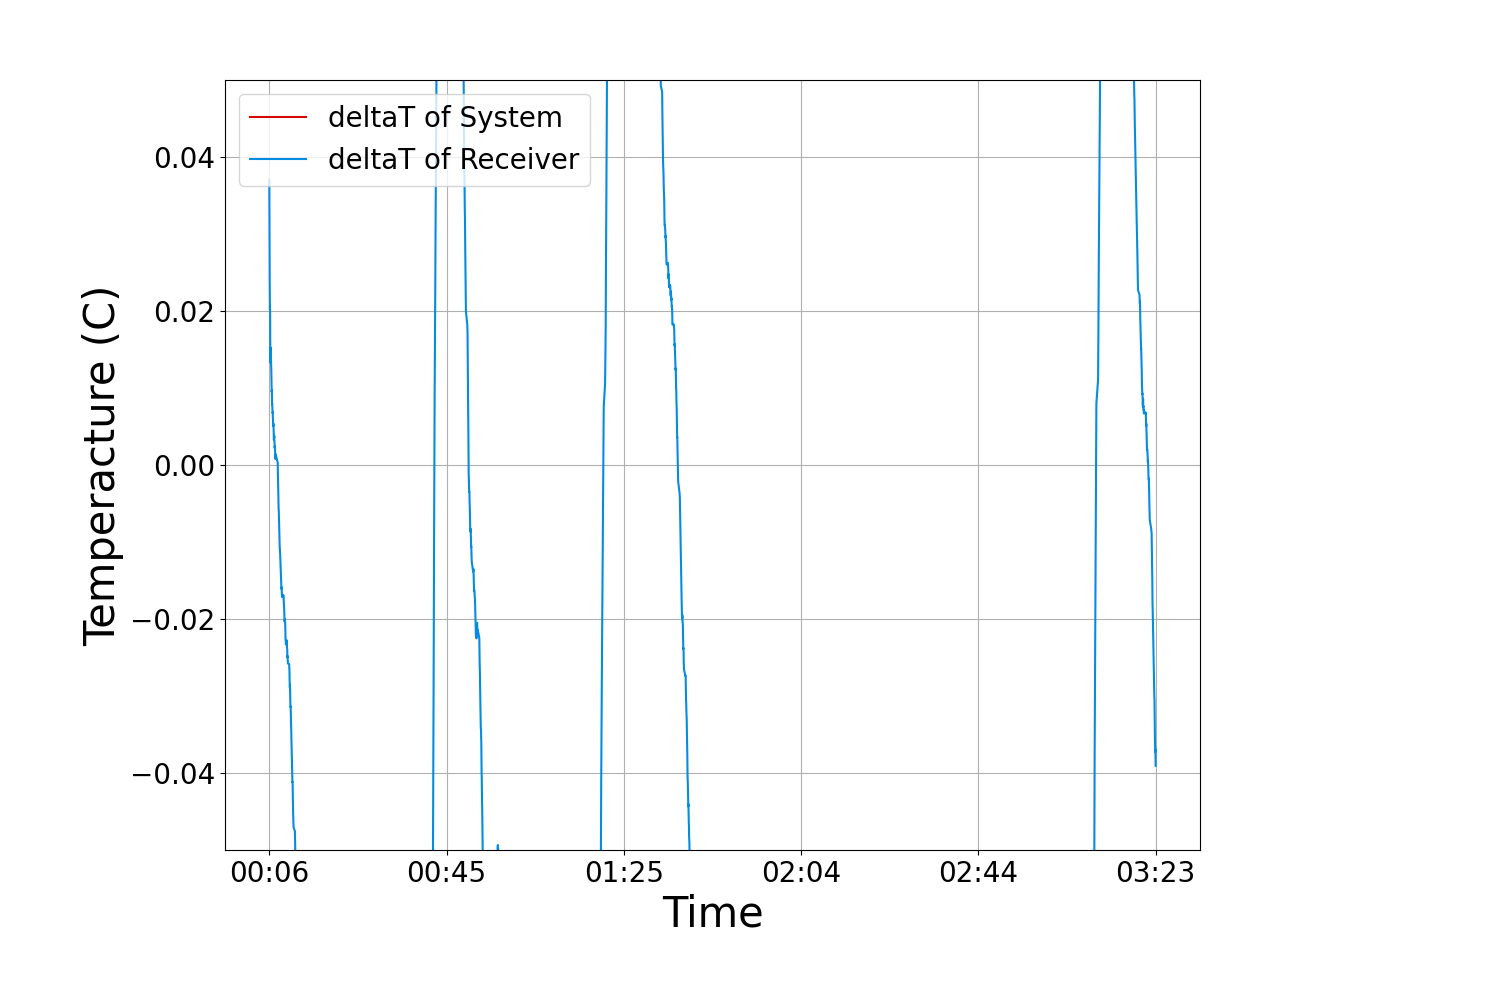 deltaT of System
deltaT of Receiver
0.04
0.02
0.00
−0.02
−0.04
Temperacture (C)
00:06 00:45 01:25 02:04 02:44 03:23
Time